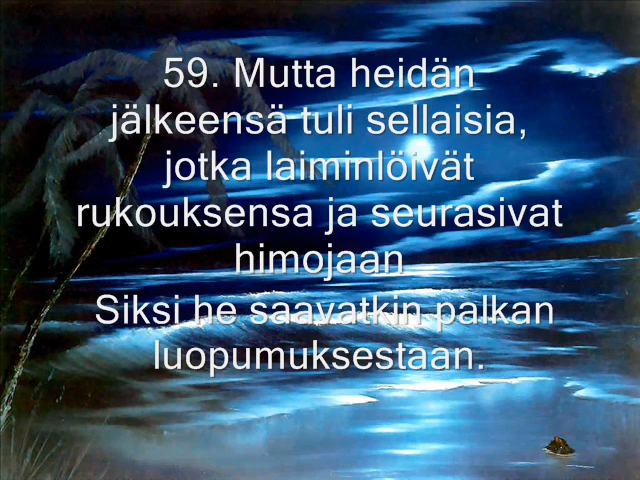 59. Mutta heidän
jälkeensä tuli sellaisia,
jotka laiminlöivät
rukouksensa ja seurasivat
himojaan
Siksi he saavatkin palkan
luopumuksestaan.